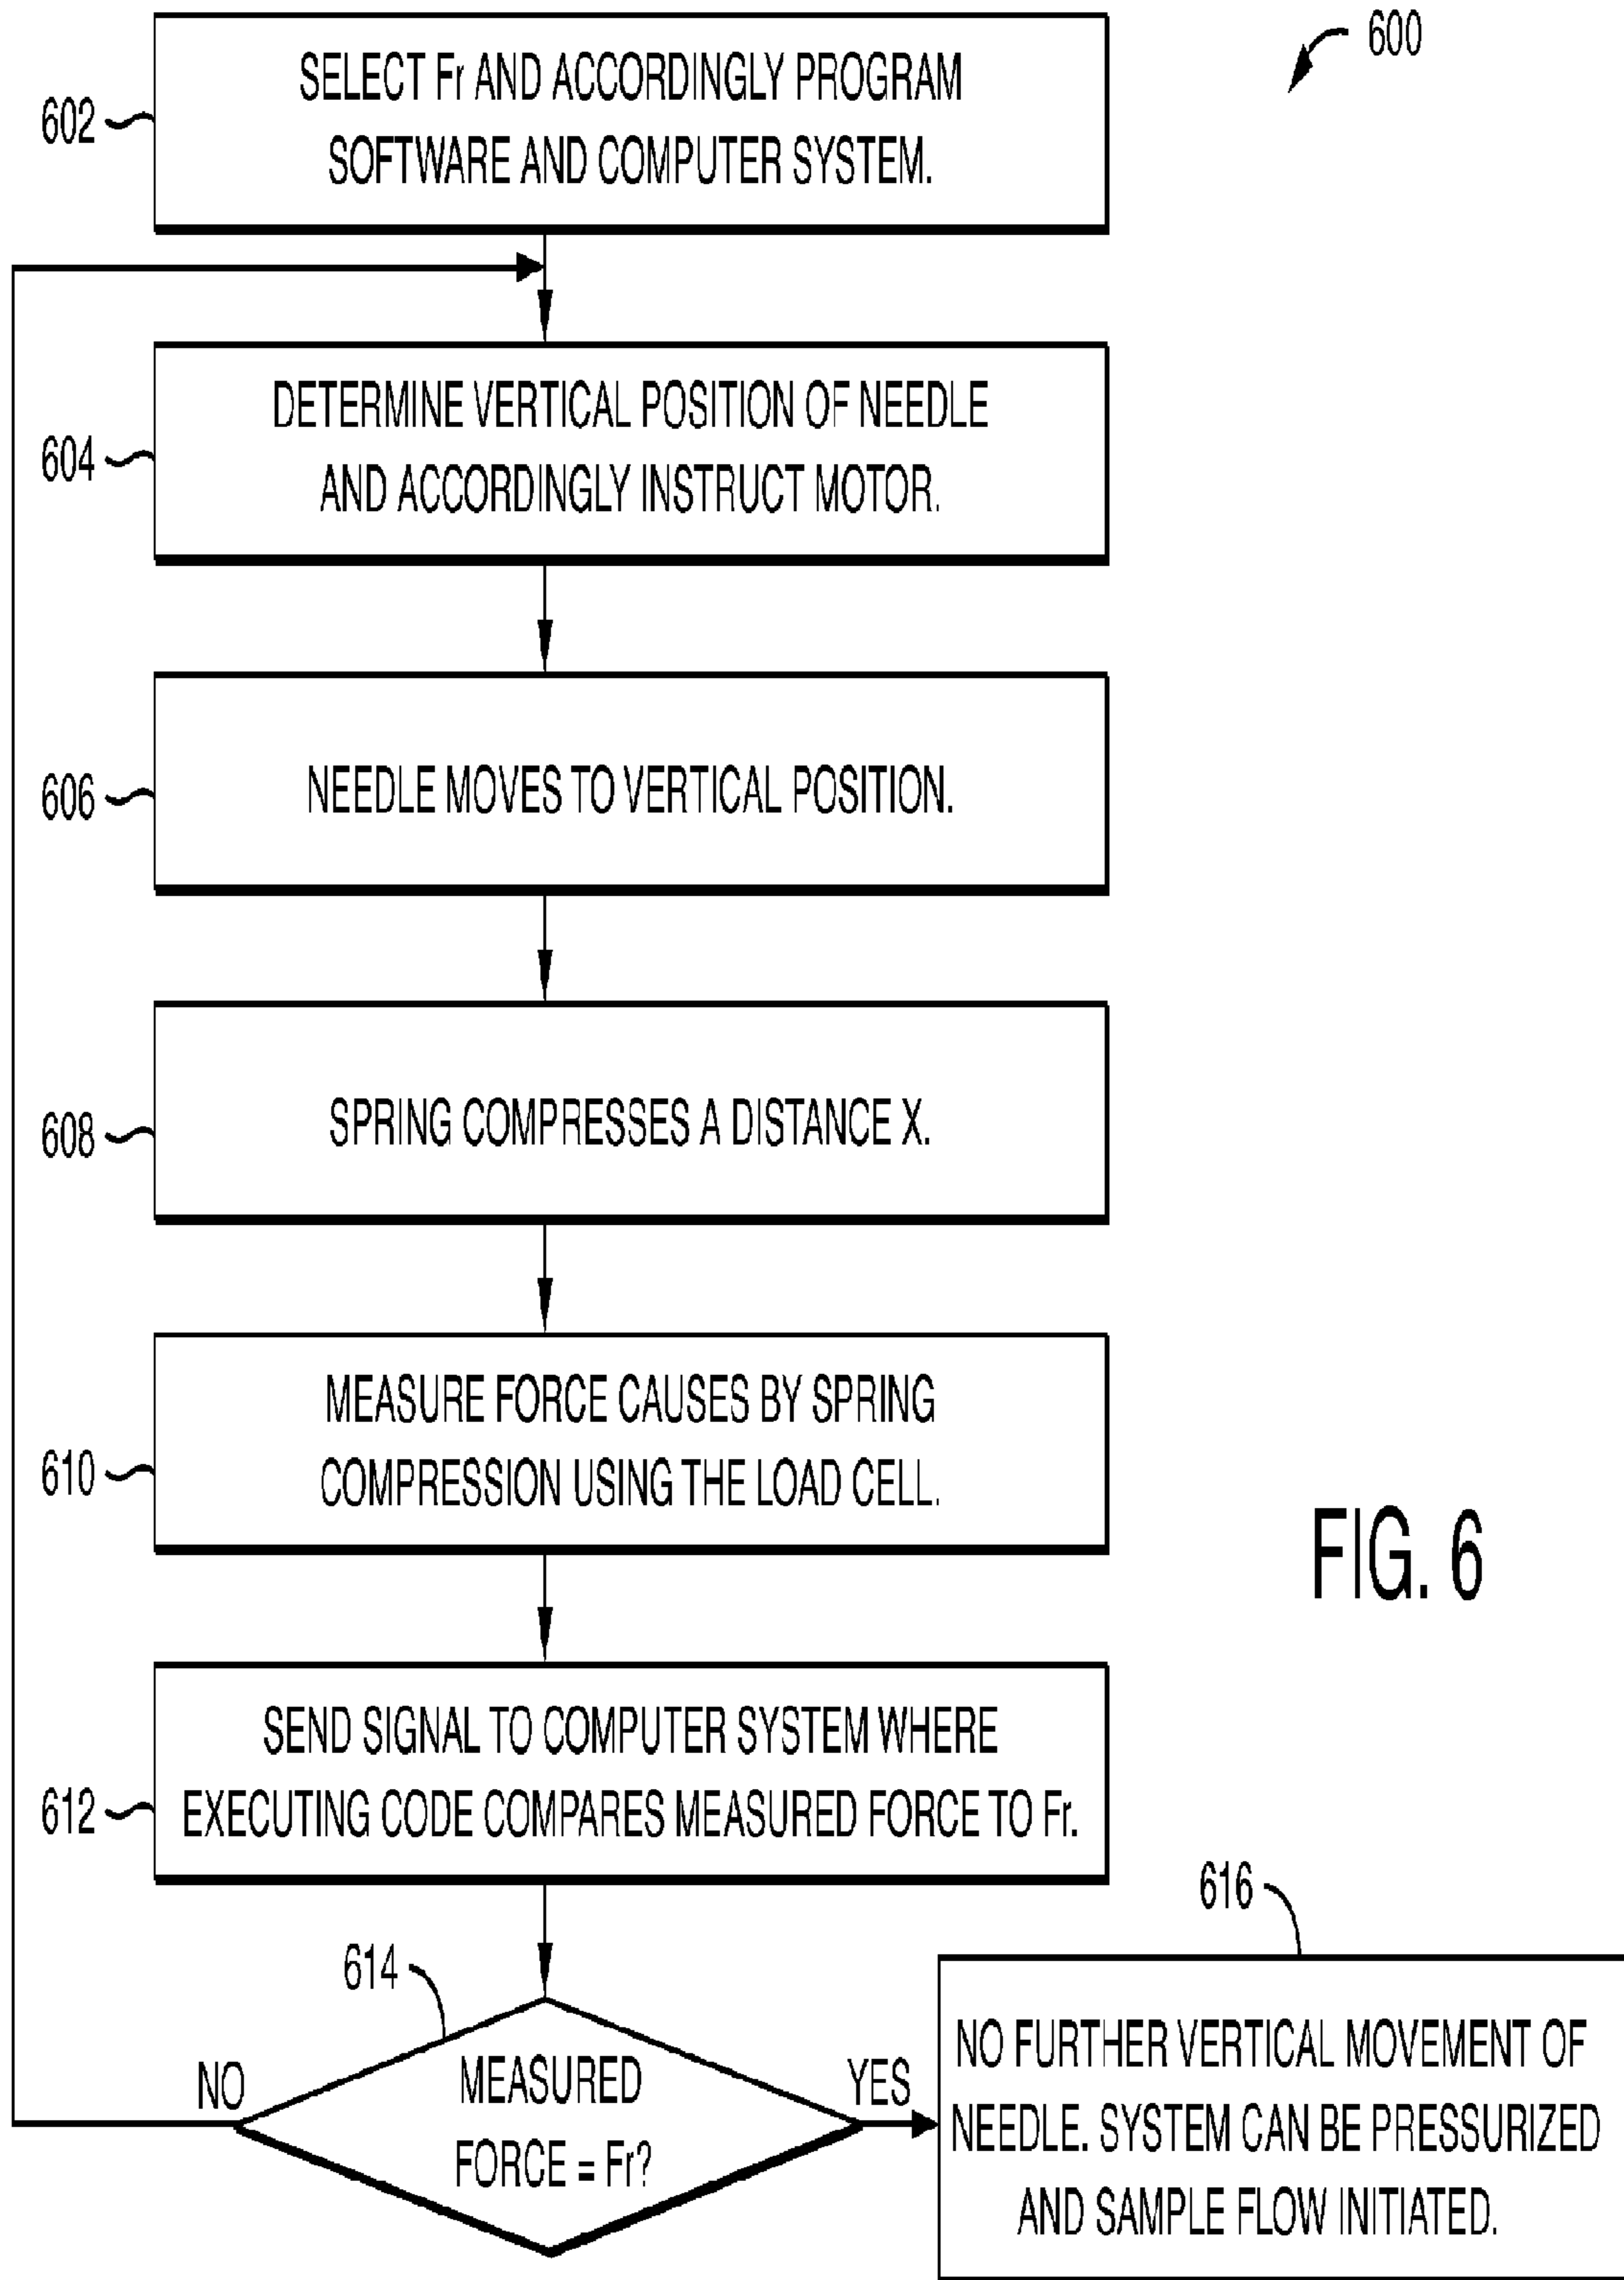 600
602
SELECT Fr AND ACCORDINGLY PROGRAM
SOFTWARE AND COMPUTER SYSTEM.
604
DETERMINE VERTICAL POSITION OF NEEDLE
AND ACCORDINGLY INSTRUCT MOTOR.
606
NEEDLE MOVES TO VERTICAL POSITION.
608
SPRING COMPRESSES A DISTANCE X.
610
MEASURE FORCE CAUSES BY SPRING
COMPRESSION USING THE LOAD CELL.
FIG. 6
612
SEND SIGNAL TO COMPUTER SYSTEM WHERE
EXECUTING CODE COMPARES MEASURED FORCE TO Fr.
614
MEASURED
FORCE = Fr?
NO
YES
616
NO FURTHER VERTICAL MOVEMENT OF
NEEDLE. SYSTEM CAN BE PRESSURIZED
AND SAMPLE FLOW INITIATED.